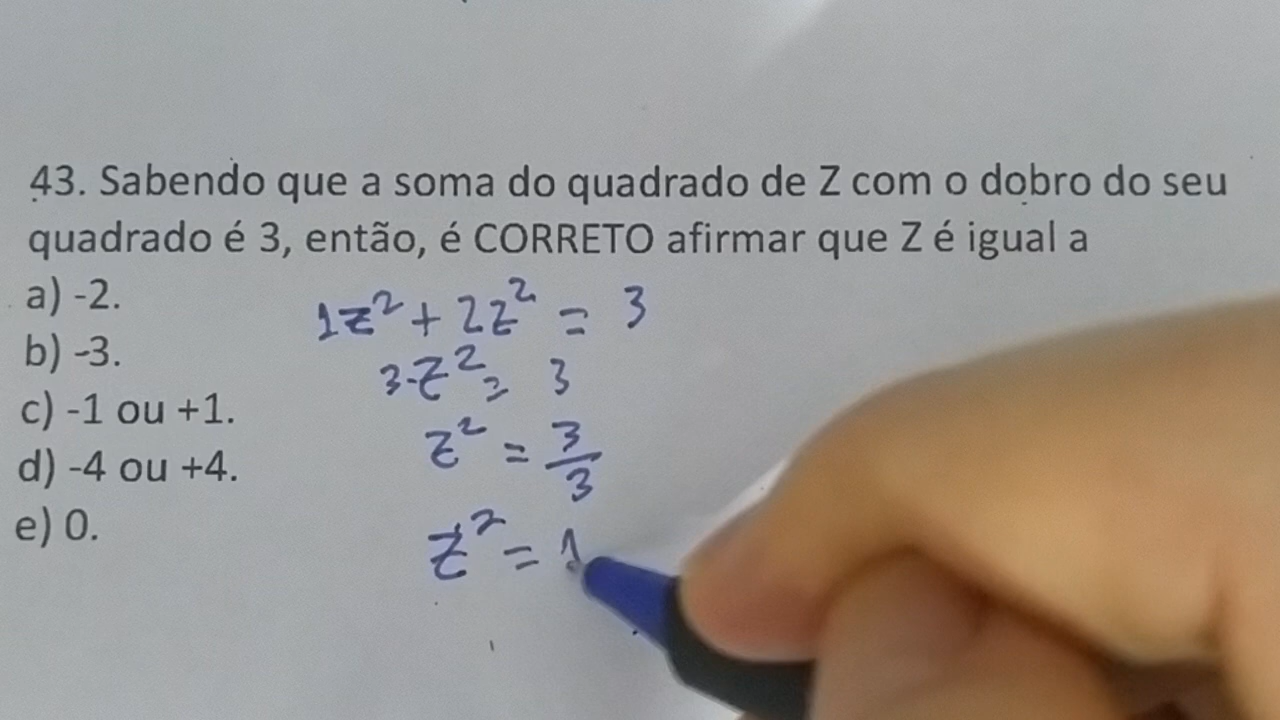 43. Sabendo que a soma do quadrado de Z com o dobro do seu
quadrado é 3, então, é CORRETO afirmar que Z é igual a
a) -2.
b) -3.
c) -1 ou +1.
d) -4 ou +4.
e) 0.
1z² + 2z² = 3
3·z² = 3
z² = 3/3
z² = 1